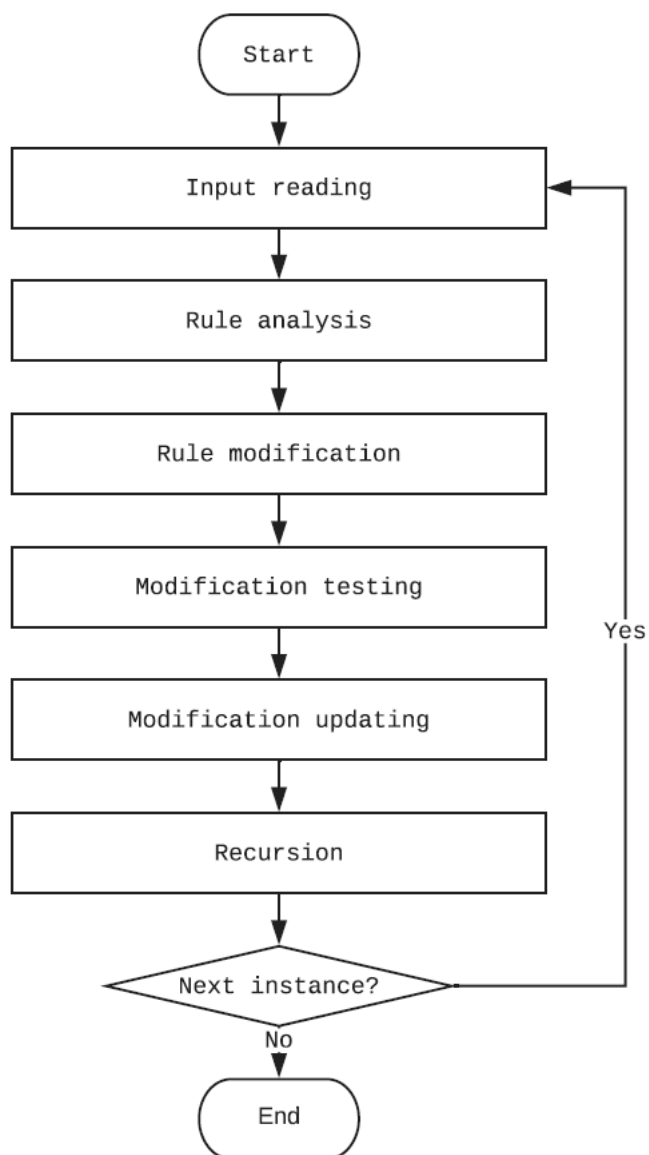 Start
Input reading
Rule analysis
Rule modification
Modification testing
Yes
Modification updating
Recursion
Next instance?
No
End